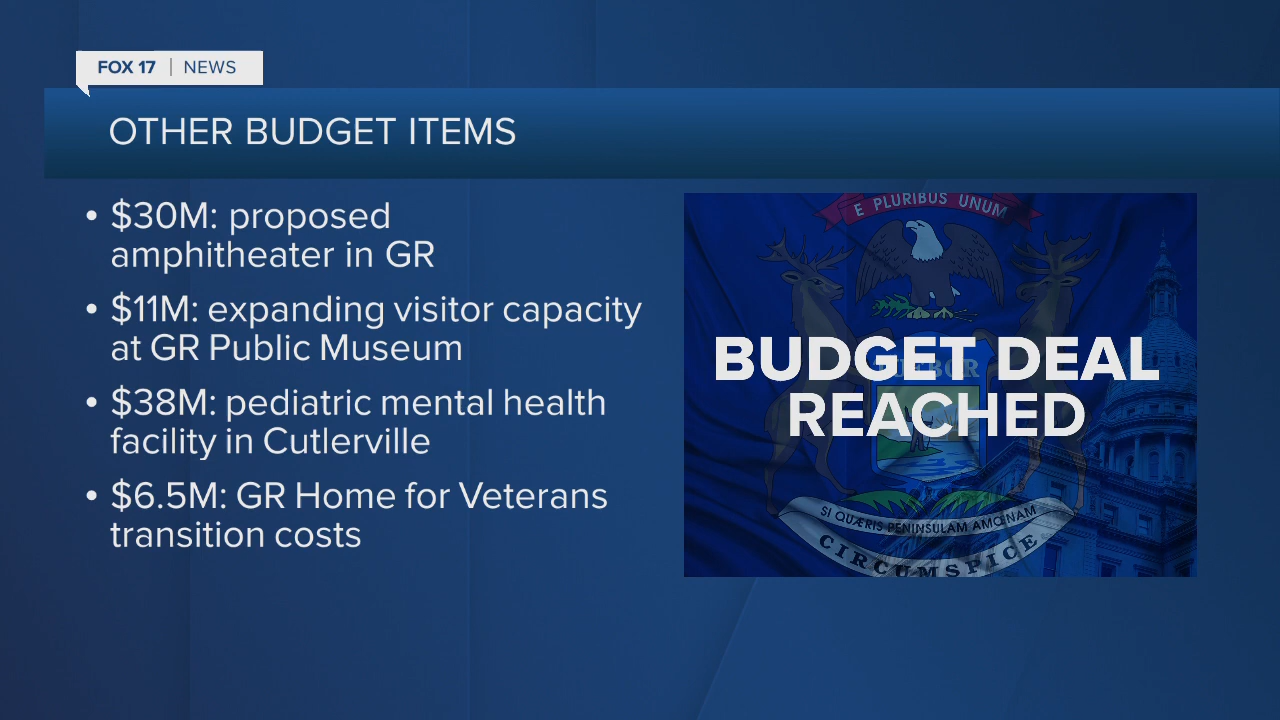 FOX 17 | NEWS
OTHER BUDGET ITEMS
• $30M: proposed
amphitheater in GR
• $11M: expanding visitor capacity
at GR Public Museum
• $38M: pediatric mental health
facility in Cutlerville
• $6.5M: GR Home for Veterans
transition costs
E PLURIBUS UNUM
BUDGET DEAL
REACHED
SI QUÆRIS PENINSULAM AMŒNAM
CIRCUMSPICE